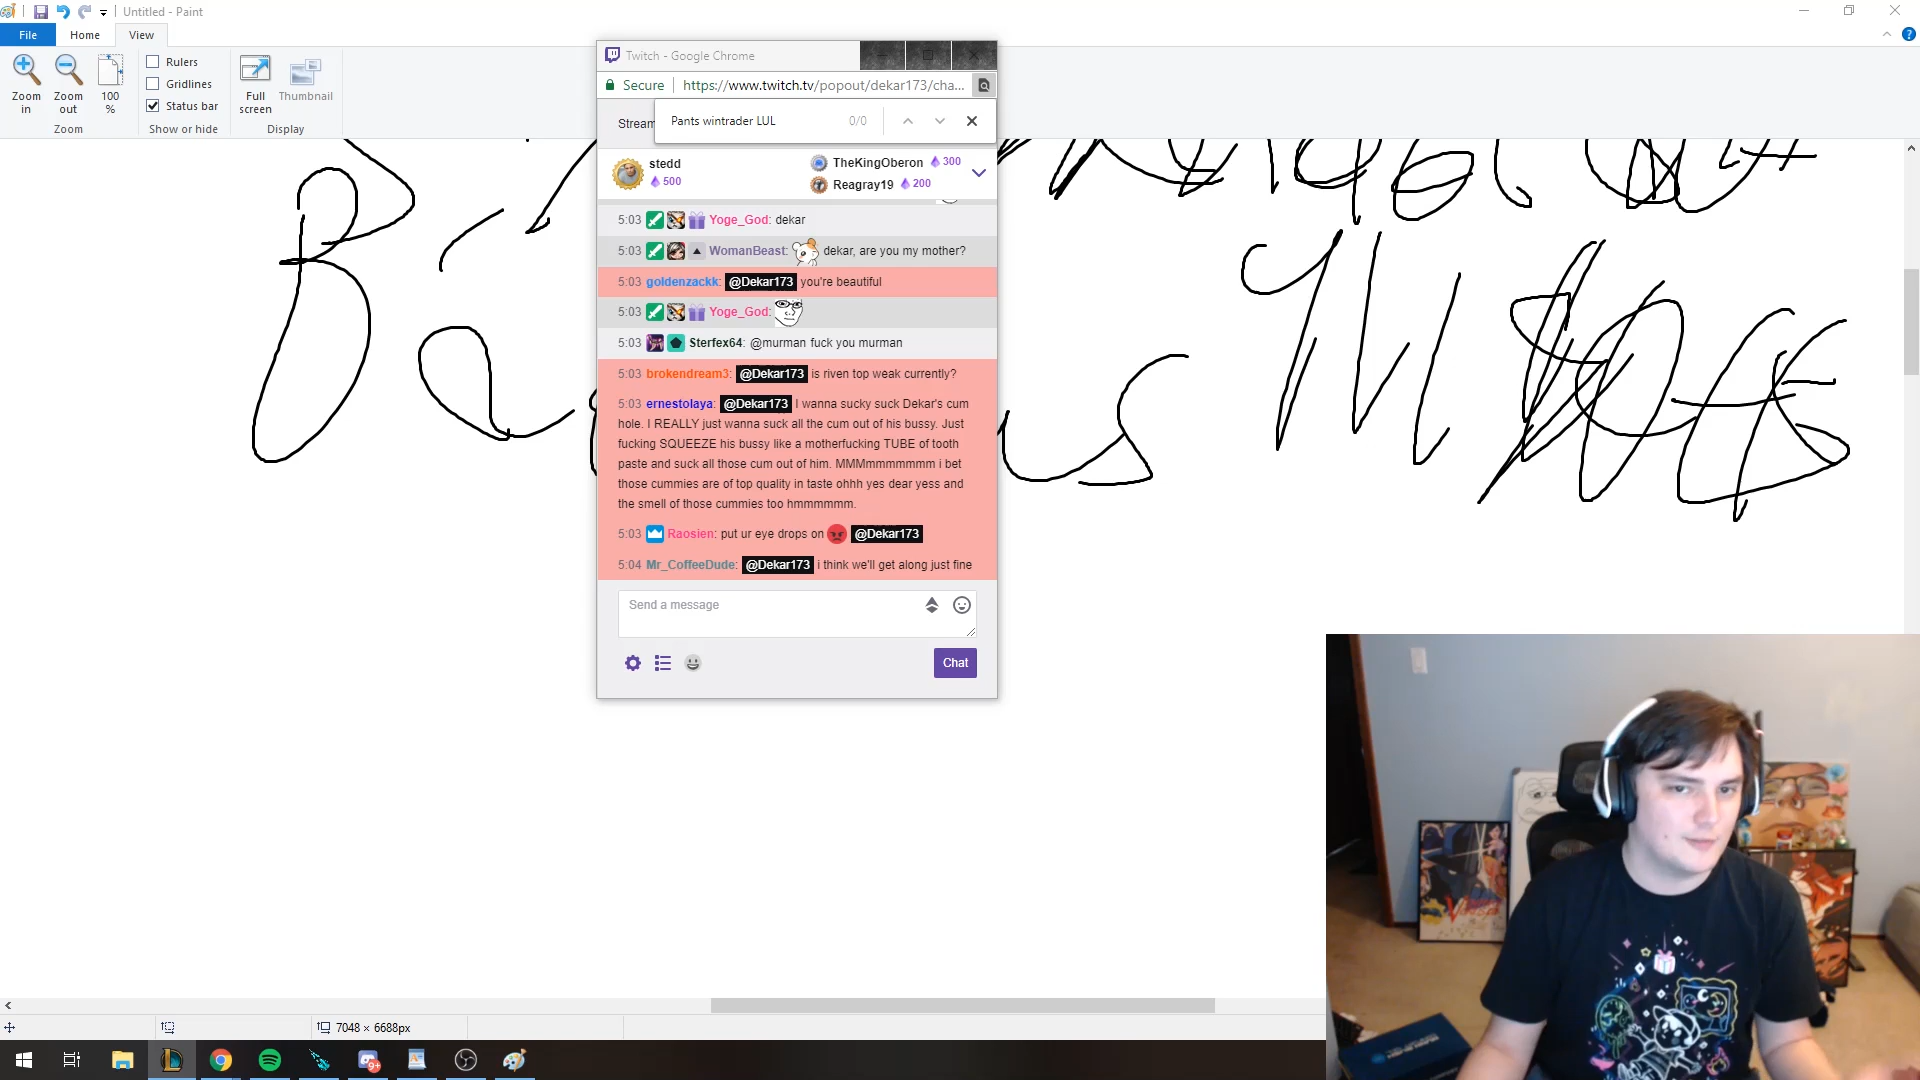 Untitled - Paint
File Home View
Zoom in
Zoom out
100 %
Zoom
Rulers
Gridlines
Status bar
Show or hide
Full screen
Thumbnail
Display
Twitch - Google Chrome
Secure https://www.twitch.tv/popout/dekar173/cha...
Stream
Pants wintrader LUL 0/0
stedd
500
TheKingOberon 300
Reagray19 200
5:03 Yoge_God: dekar
5:03 WomanBeast: dekar, are you my mother?
5:03 goldenzackk: @Dekar173 you're beautiful
5:03 Yoge_God:
5:03 Sterfex64: @murman fuck you murman
5:03 brokendream3: @Dekar173 is riven top weak currently?
5:03 ernestolaya: @Dekar173 I wanna sucky suck Dekar's cum
hole. I REALLY just wanna suck all the cum out of his bussy. Just
fucking SQUEEZE his bussy like a motherfucking TUBE of tooth
paste and suck all those cum out of him. MMMmmmmmmm i bet
those cummies are of top quality in taste ohhh yes dear yess and
the smell of those cummies too hmmmmmm.
5:03 Raosien: put ur eye drops on @Dekar173
5:04 Mr_CoffeeDude: @Dekar173 i think we'll get along just fine
Send a message
Chat
7048 × 6688px
9+